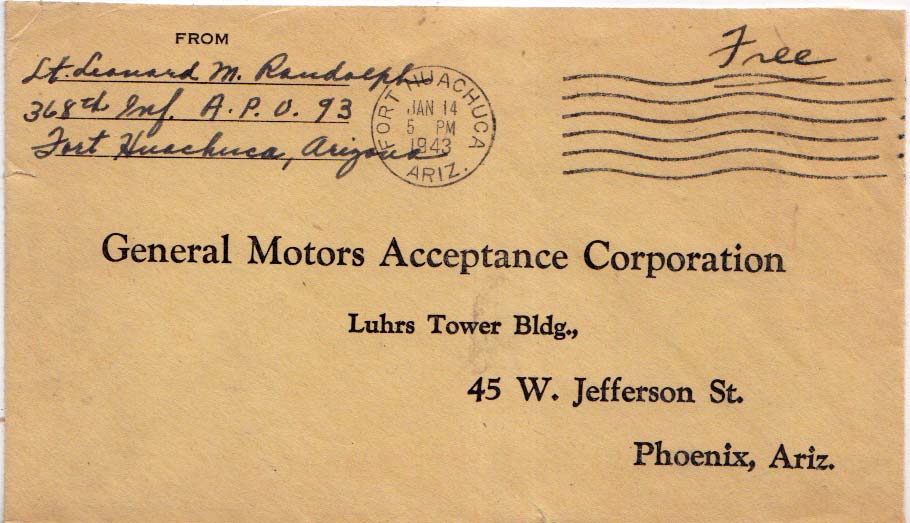 FROM
Lt. Leonard M. Randolph
368th Inf. A.P.O. 93
Fort Huachuca, Arizona
FORT HUACHUCA
JAN 14
5 PM
1943
ARIZ.
Free
General Motors Acceptance Corporation
Luhrs Tower Bldg.,
45 W. Jefferson St.
Phoenix, Ariz.